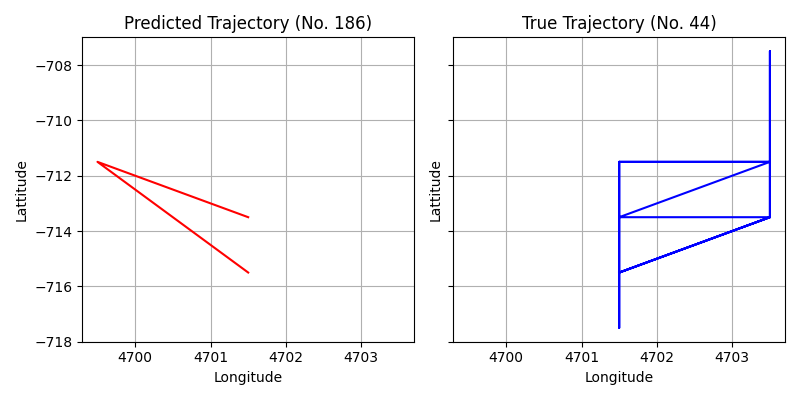 Predicted Trajectory (No. 186)
True Trajectory (No. 44)
−708
−710
−712
−714
−716
−718
Lattitude
Lattitude
4700
4701
4702
4703
4700
4701
4702
4703
Longitude
Longitude